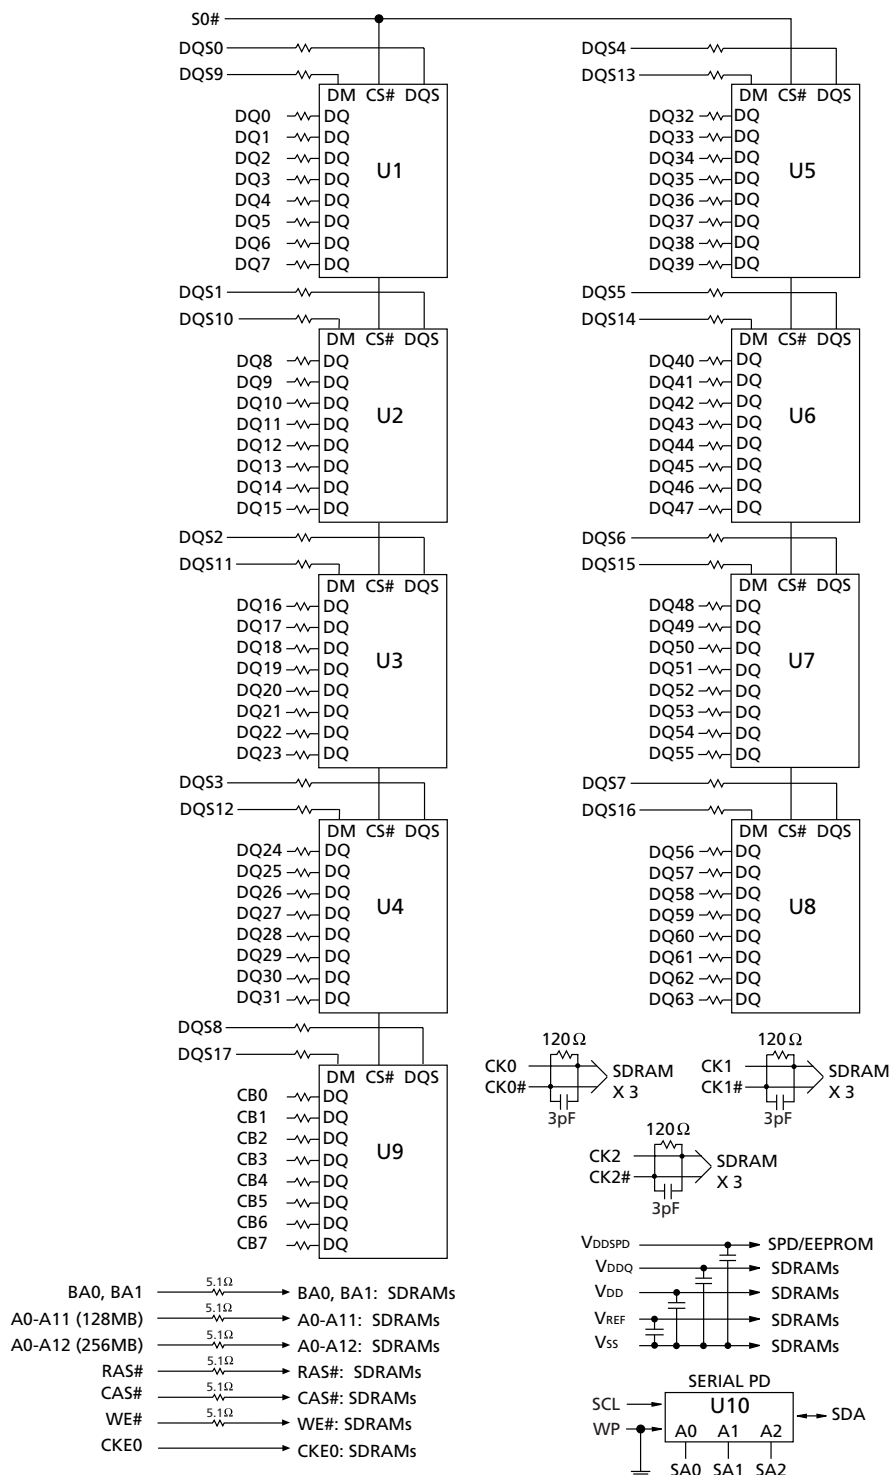 S0#
DQS0
DQS9
DM CS# DQS
DQ0 DQ
DQ1 DQ
DQ2 DQ
DQ3 DQ
DQ4 DQ
DQ5 DQ
DQ6 DQ
DQ7 DQ
U1
DQS4
DQS13
DM CS# DQS
DQ32 DQ
DQ33 DQ
DQ34 DQ
DQ35 DQ
DQ36 DQ
DQ37 DQ
DQ38 DQ
DQ39 DQ
U5
DQS1
DQS10
DM CS# DQS
DQ8 DQ
DQ9 DQ
DQ10 DQ
DQ11 DQ
DQ12 DQ
DQ13 DQ
DQ14 DQ
DQ15 DQ
U2
DQS5
DQS14
DM CS# DQS
DQ40 DQ
DQ41 DQ
DQ42 DQ
DQ43 DQ
DQ44 DQ
DQ45 DQ
DQ46 DQ
DQ47 DQ
U6
DQS2
DQS11
DM CS# DQS
DQ16 DQ
DQ17 DQ
DQ18 DQ
DQ19 DQ
DQ20 DQ
DQ21 DQ
DQ22 DQ
DQ23 DQ
U3
DQS6
DQS15
DM CS# DQS
DQ48 DQ
DQ49 DQ
DQ50 DQ
DQ51 DQ
DQ52 DQ
DQ53 DQ
DQ54 DQ
DQ55 DQ
U7
DQS3
DQS12
DM CS# DQS
DQ24 DQ
DQ25 DQ
DQ26 DQ
DQ27 DQ
DQ28 DQ
DQ29 DQ
DQ30 DQ
DQ31 DQ
U4
DQS7
DQS16
DM CS# DQS
DQ56 DQ
DQ57 DQ
DQ58 DQ
DQ59 DQ
DQ60 DQ
DQ61 DQ
DQ62 DQ
DQ63 DQ
U8
DQS8
DQS17
DM CS# DQS
CB0 DQ
CB1 DQ
CB2 DQ
CB3 DQ
CB4 DQ
CB5 DQ
CB6 DQ
CB7 DQ
U9
120Ω
CK0 SDRAM
CK0# X 3
3pF
120Ω
CK1 SDRAM
CK1# X 3
3pF
120Ω
CK2 SDRAM
CK2# X 3
3pF
VDDSPD SPD/EEPROM
VDDQ SDRAMs
VDD SDRAMs
VREF SDRAMs
VSS SDRAMs
BA0, BA1 5.1Ω BA0, BA1: SDRAMs
A0-A11 (128MB) 5.1Ω A0-A11: SDRAMs
A0-A12 (256MB) 5.1Ω A0-A12: SDRAMs
RAS# 5.1Ω RAS#: SDRAMs
CAS# 5.1Ω CAS#: SDRAMs
WE# 5.1Ω WE#: SDRAMs
CKE0 CKE0: SDRAMs
SERIAL PD
SCL U10 SDA
WP A0 A1 A2
SA0 SA1 SA2